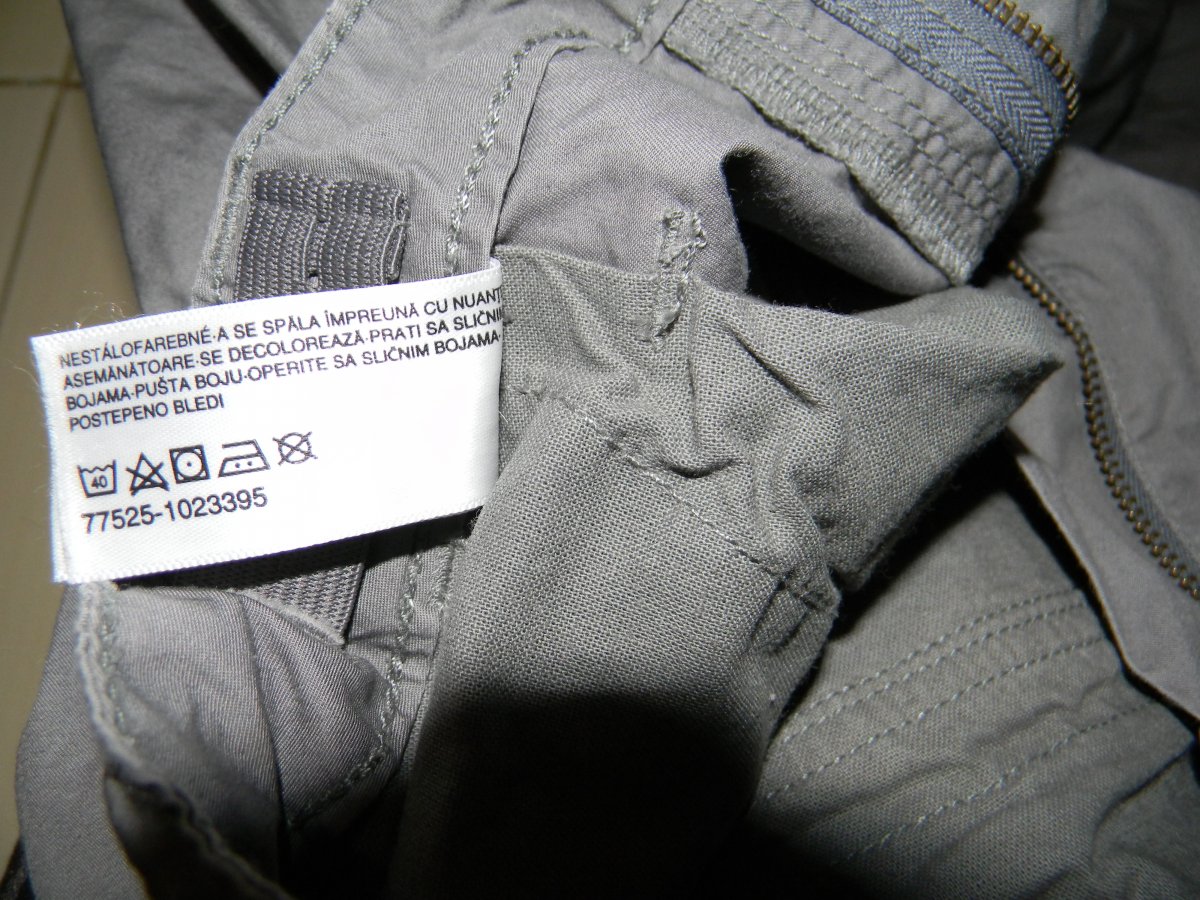 NESTÁLOFAREBNÉ·A SE SPĂLA ÎMPREUNĂ CU NUANT
ASEMĂNĂTOARE·SE DECOLOREAZĂ·PRATI SA SLIČNIM
BOJAMA·PUŠTA BOJU·OPERITE SA SLIČNIM BOJAMA·
POSTEPENO BLEDI
40
77525-1023395